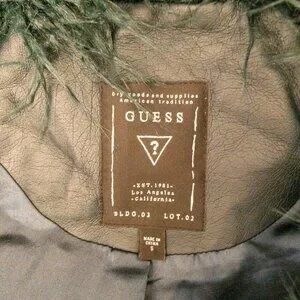 Dry goods and supplies
American tradition
GUESS
?
-EST. 1981-
Los Angeles
-California-
BLDG.03 LOT.02
MADE IN
CHINA
S